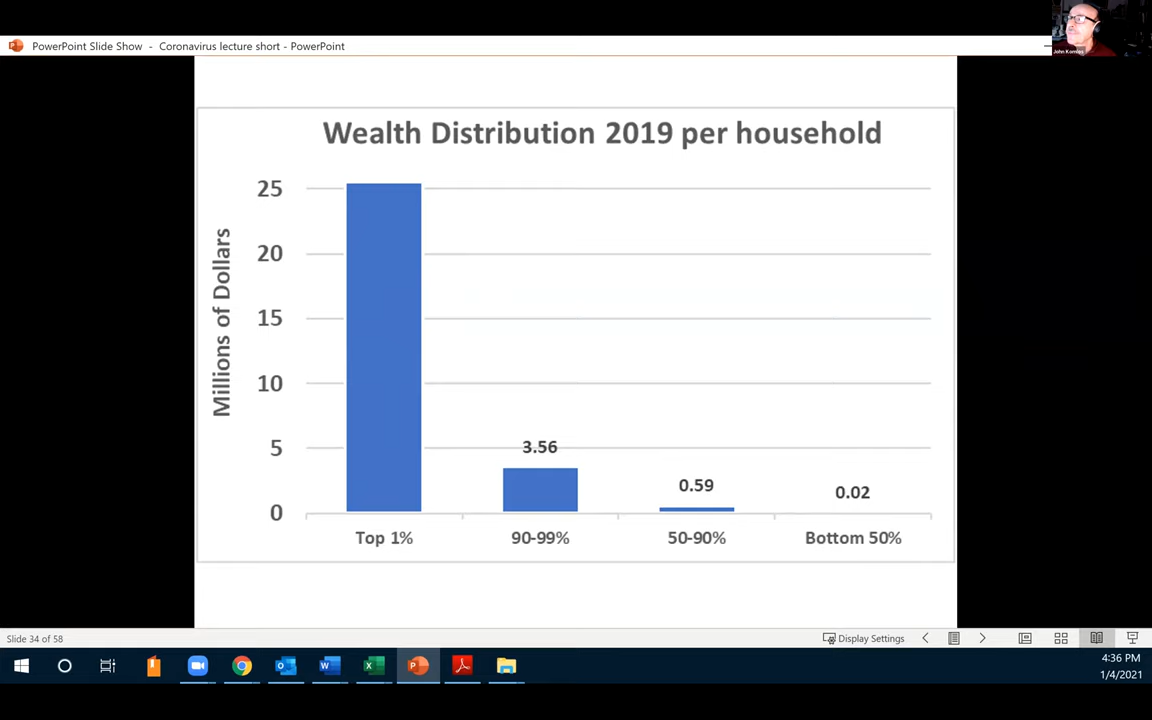 PowerPoint Slide Show - Coronavirus lecture short - PowerPoint
Wealth Distribution 2019 per household
Millions of Dollars
25
20
15
10
5
0
3.56
0.59
0.02
Top 1%
90-99%
50-90%
Bottom 50%
Slide 34 of 58
Display Settings
4:36 PM
1/4/2021